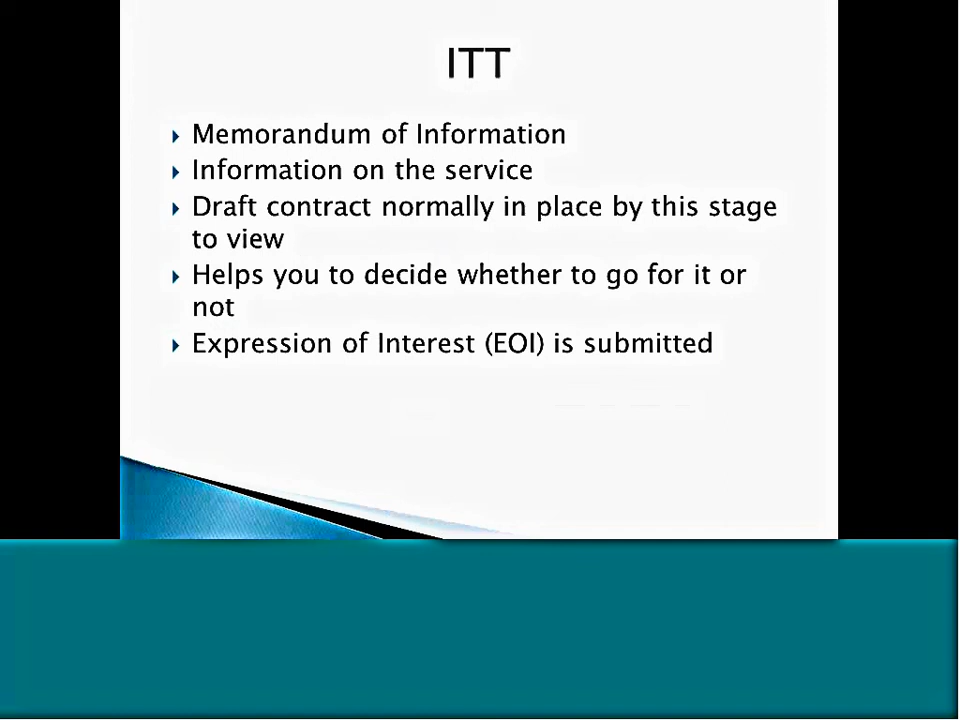 ITT
Memorandum of Information
Information on the service
Draft contract normally in place by this stage
to view
Helps you to decide whether to go for it or
not
Expression of Interest (EOI) is submitted